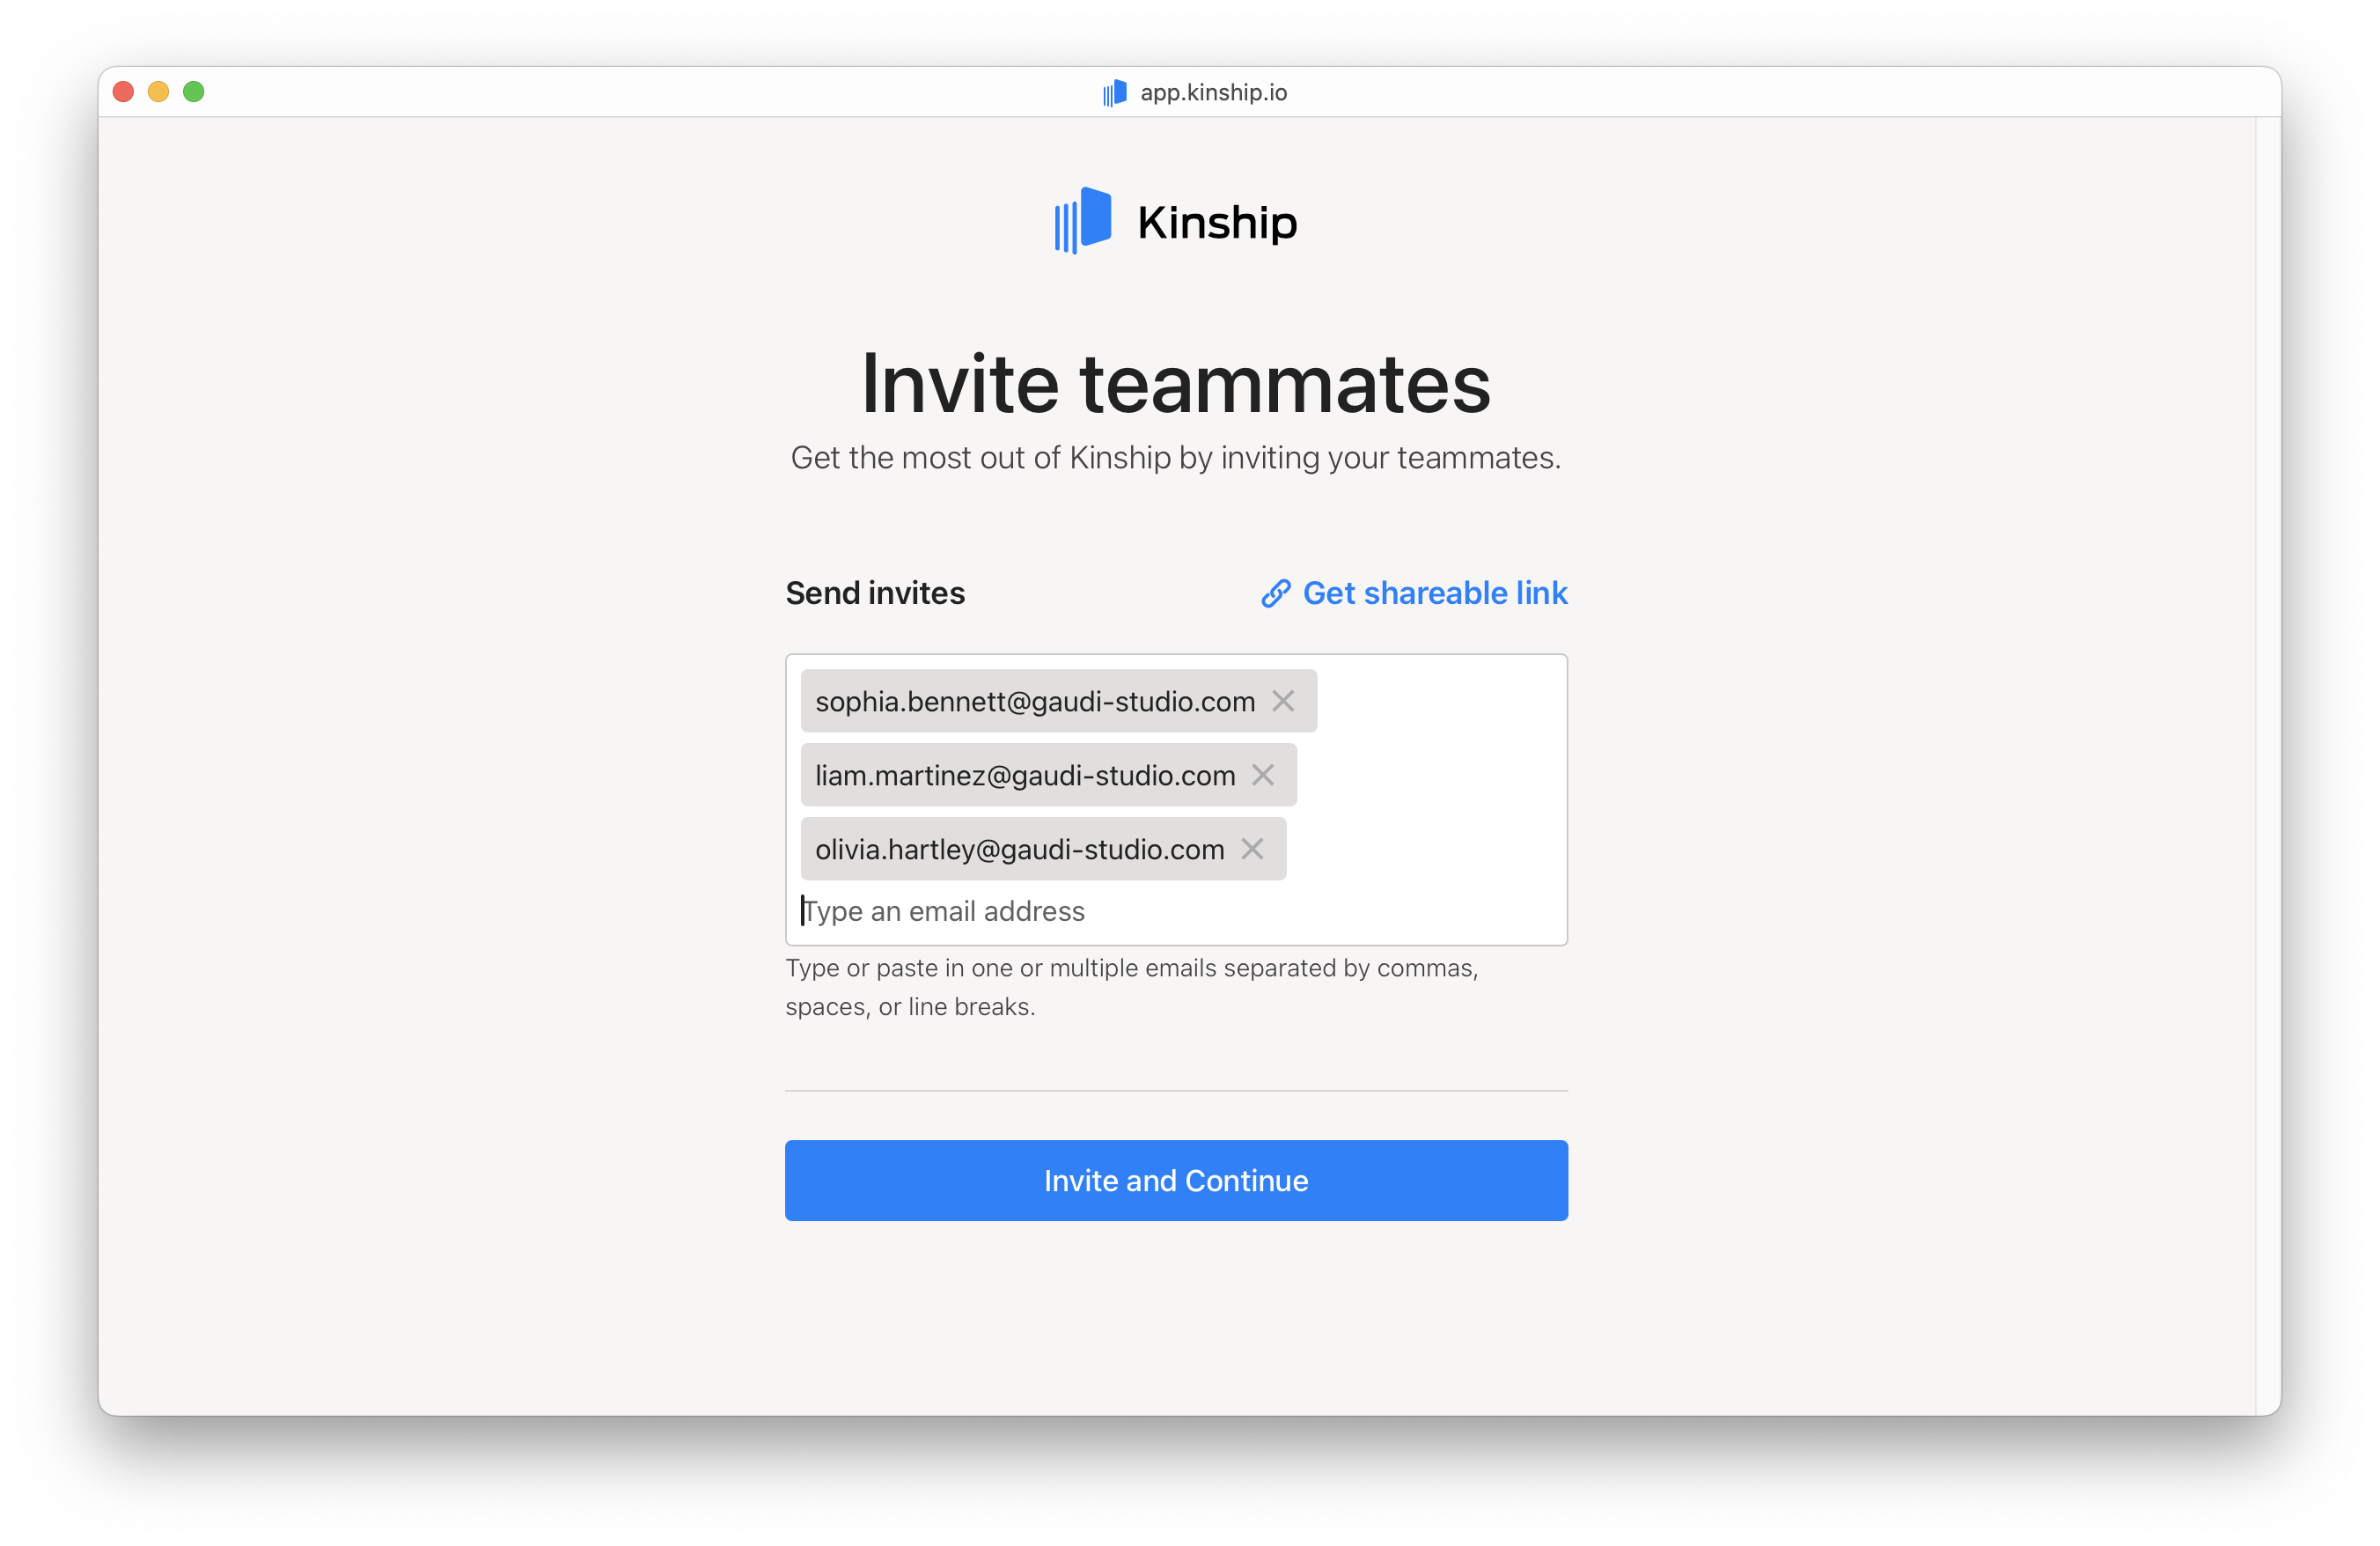 app.kinship.io
Kinship
Invite teammates
Get the most out of Kinship by inviting your teammates.
Send invites
Get shareable link
sophia.bennett@gaudi-studio.com
liam.martinez@gaudi-studio.com
olivia.hartley@gaudi-studio.com
Type an email address
Type or paste in one or multiple emails separated by commas,
spaces, or line breaks.
Invite and Continue